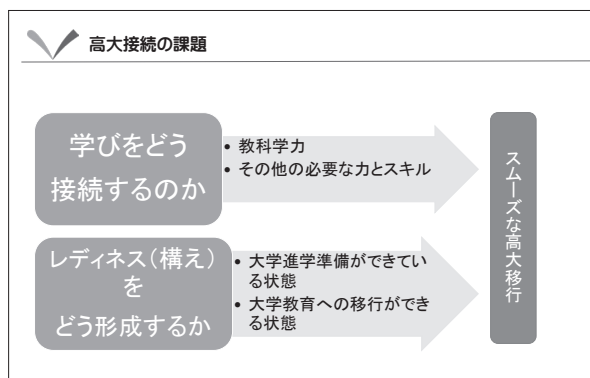 高大接続の課題
学びをどう
接続するのか
• 教科学力
• その他の必要な力とスキル
レディネス(構え)
を
どう形成するか
• 大学進学準備ができてい
る状態
• 大学教育への移行ができ
る状態
スムーズな高大移行